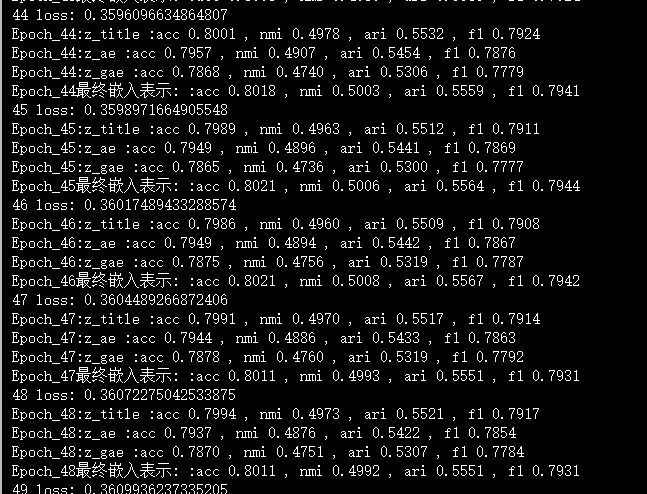 44 loss: 0.3596096634864807
Epoch_44:z_title :acc 0.8001 , nmi 0.4978 , ari 0.5532 , f1 0.7924
Epoch_44:z_ae :acc 0.7957 , nmi 0.4907 , ari 0.5454 , f1 0.7876
Epoch_44:z_gae :acc 0.7868 , nmi 0.4740 , ari 0.5306 , f1 0.7779
Epoch_44最终嵌入表示: :acc 0.8018 , nmi 0.5003 , ari 0.5559 , f1 0.7941
45 loss: 0.3598971664905548
Epoch_45:z_title :acc 0.7989 , nmi 0.4963 , ari 0.5512 , f1 0.7911
Epoch_45:z_ae :acc 0.7949 , nmi 0.4896 , ari 0.5441 , f1 0.7869
Epoch_45:z_gae :acc 0.7865 , nmi 0.4736 , ari 0.5300 , f1 0.7777
Epoch_45最终嵌入表示: :acc 0.8021 , nmi 0.5006 , ari 0.5564 , f1 0.7944
46 loss: 0.36017489433288574
Epoch_46:z_title :acc 0.7986 , nmi 0.4960 , ari 0.5509 , f1 0.7908
Epoch_46:z_ae :acc 0.7949 , nmi 0.4894 , ari 0.5442 , f1 0.7867
Epoch_46:z_gae :acc 0.7875 , nmi 0.4756 , ari 0.5319 , f1 0.7787
Epoch_46最终嵌入表示: :acc 0.8021 , nmi 0.5008 , ari 0.5567 , f1 0.7942
47 loss: 0.3604489266872406
Epoch_47:z_title :acc 0.7991 , nmi 0.4970 , ari 0.5517 , f1 0.7914
Epoch_47:z_ae :acc 0.7944 , nmi 0.4886 , ari 0.5433 , f1 0.7863
Epoch_47:z_gae :acc 0.7878 , nmi 0.4760 , ari 0.5319 , f1 0.7792
Epoch_47最终嵌入表示: :acc 0.8011 , nmi 0.4993 , ari 0.5551 , f1 0.7931
48 loss: 0.36072275042533875
Epoch_48:z_title :acc 0.7994 , nmi 0.4973 , ari 0.5521 , f1 0.7917
Epoch_48:z_ae :acc 0.7937 , nmi 0.4876 , ari 0.5422 , f1 0.7854
Epoch_48:z_gae :acc 0.7870 , nmi 0.4751 , ari 0.5307 , f1 0.7784
Epoch_48最终嵌入表示: :acc 0.8011 , nmi 0.4992 , ari 0.5551 , f1 0.7931
49 loss: 0.3609936237335205